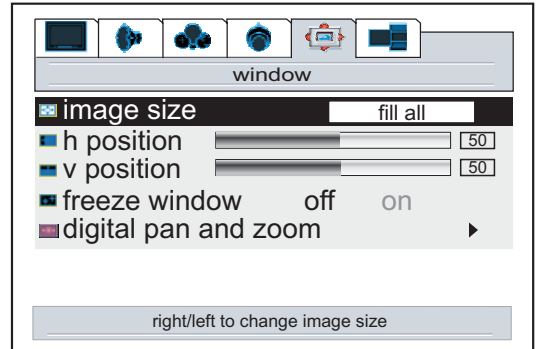 window
image size fill all
h position 50
v position 50
freeze window off on
digital pan and zoom
right/left to change image size